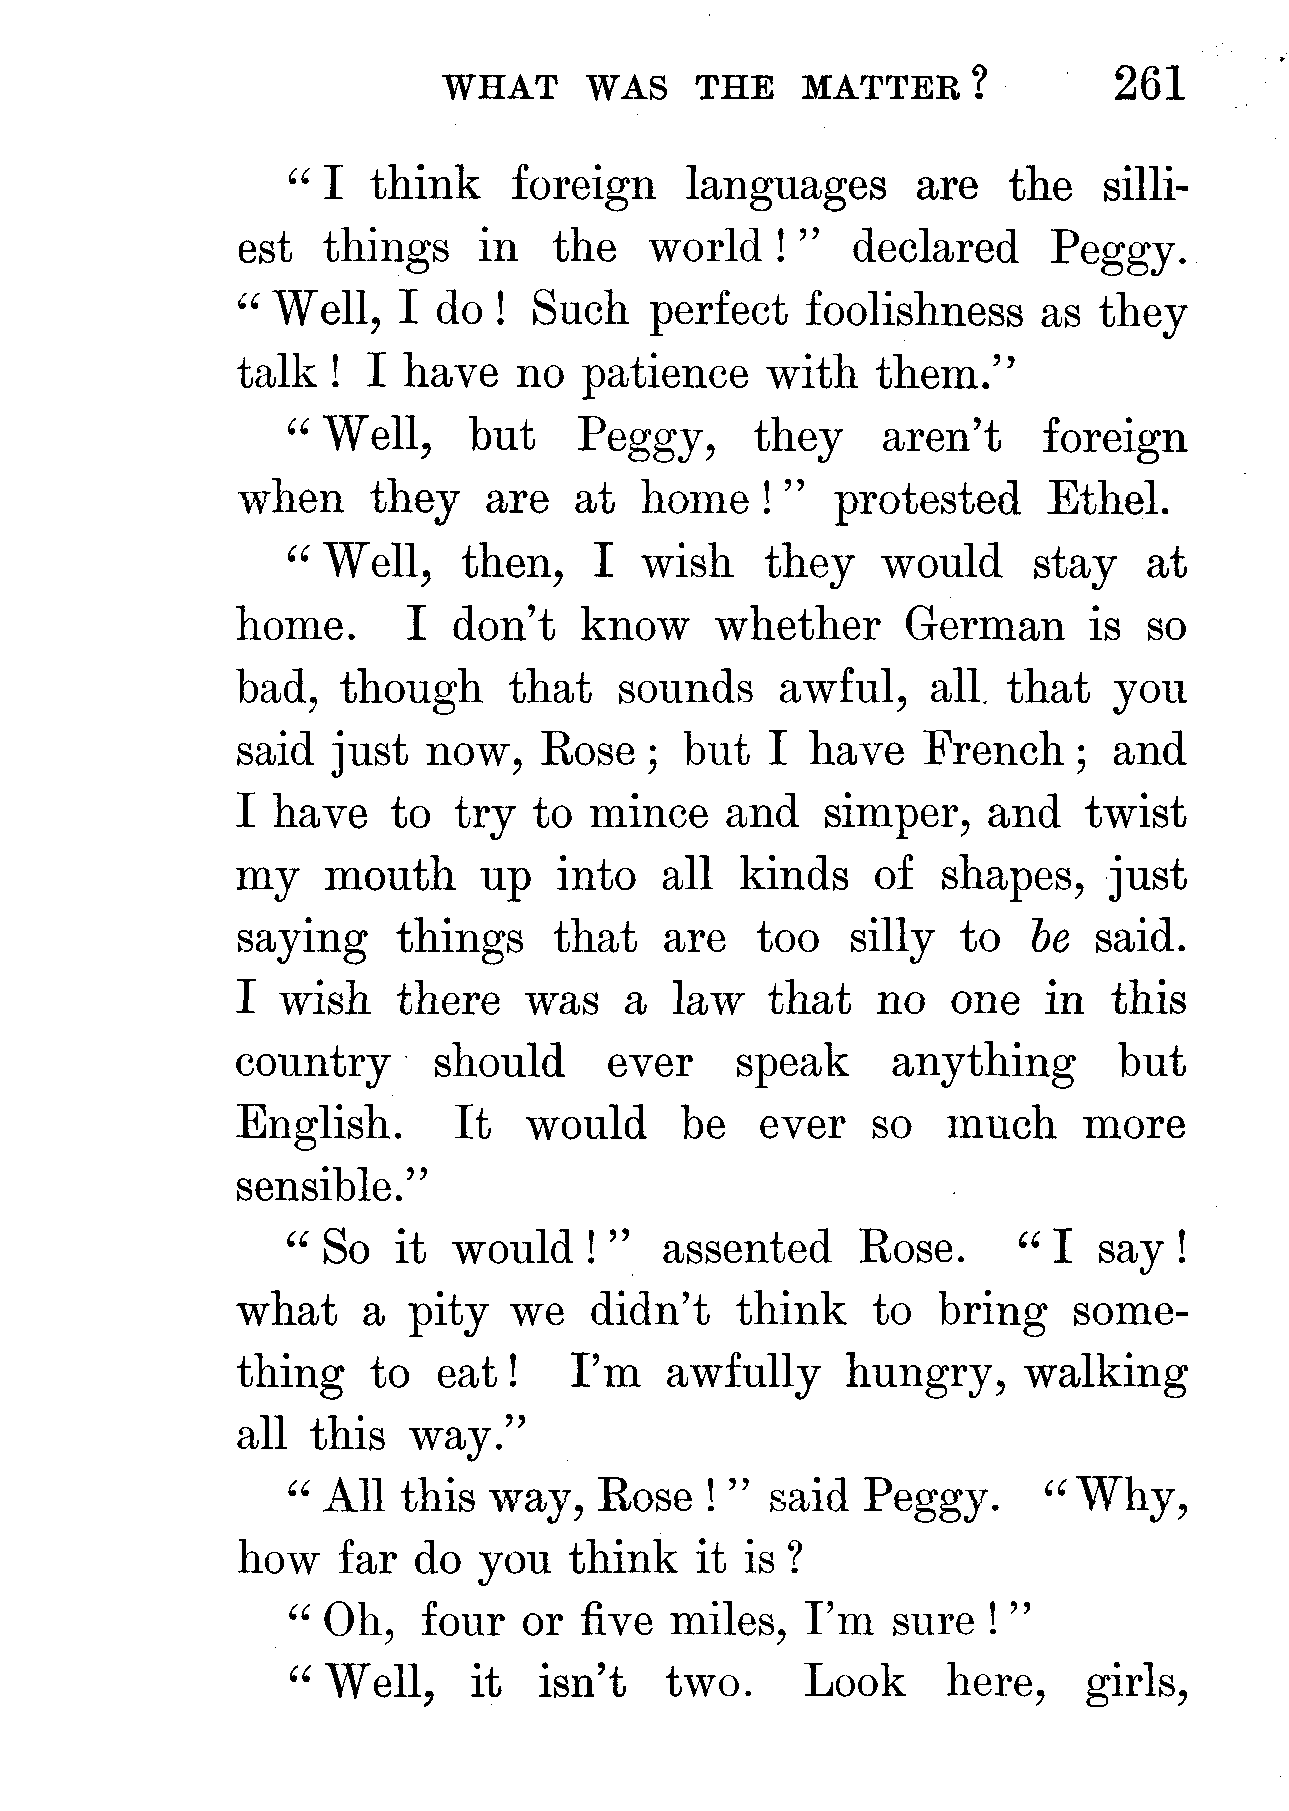 WHAT WAS THE MATTER? 261
“I think foreign languages are the silli-
est things in the world!” declared Peggy.
“Well, I do! Such perfect foolishness as they
talk! I have no patience with them.”
“Well, but Peggy, they aren’t foreign
when they are at home!” protested Ethel.
“Well, then, I wish they would stay at
home. I don’t know whether German is so
bad, though that sounds awful, all that you
said just now, Rose; but I have French; and
I have to try to mince and simper, and twist
my mouth up into all kinds of shapes, just
saying things that are too silly to be said.
I wish there was a law that no one in this
country should ever speak anything but
English. It would be ever so much more
sensible.”
“So it would!” assented Rose. “I say!
what a pity we didn’t think to bring some-
thing to eat! I’m awfully hungry, walking
all this way.”
“All this way, Rose!” said Peggy. “Why,
how far do you think it is?
“Oh, four or five miles, I’m sure!”
“Well, it isn’t two. Look here, girls,